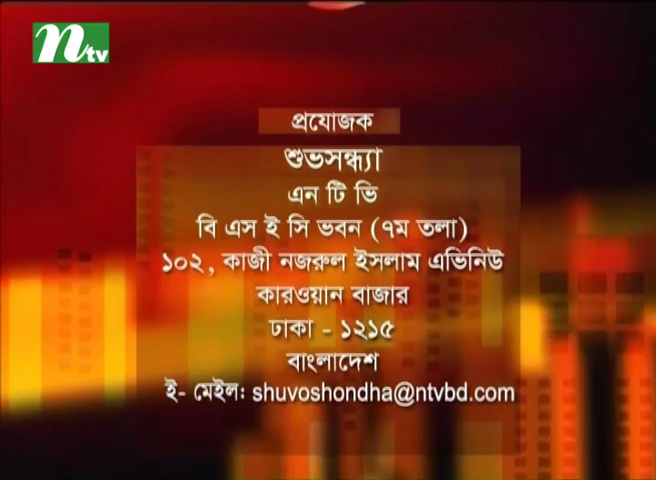 ntv
প্রযোজক
শুভসন্ধ্যা
এন টি ভি
বি এস ই সি ভবন (৭ম তলা)
১০২, কাজী নজরুল ইসলাম এভিনিউ
কারওয়ান বাজার
ঢাকা - ১২১৫
বাংলাদেশ
ই- মেইল: shuvoshondha@ntvbd.com